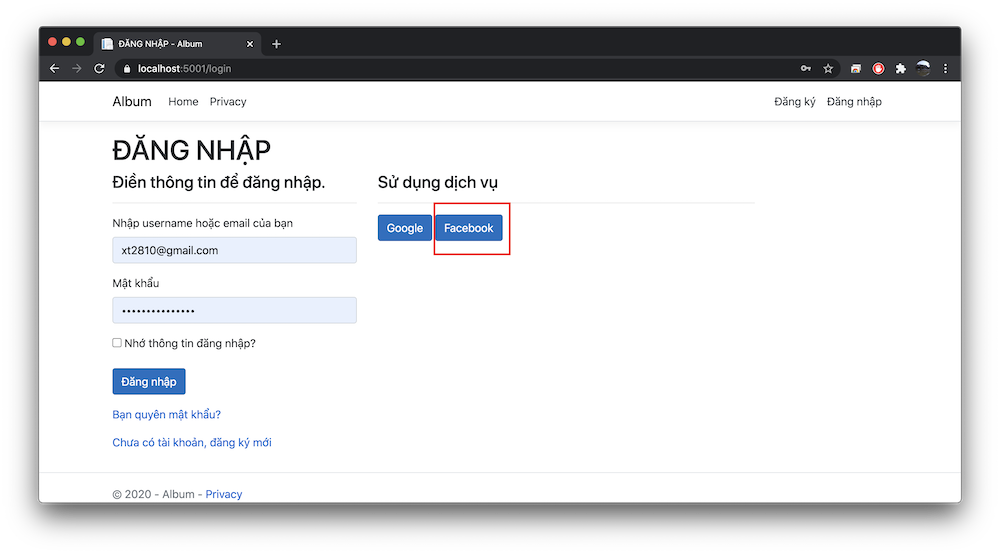 ĐĂNG NHẬP - Album
localhost:5001/login
Album Home Privacy Đăng ký Đăng nhập
ĐĂNG NHẬP
Điền thông tin để đăng nhập.
Nhập username hoặc email của bạn
xt2810@gmail.com
Mật khẩu
•••••••••••••••
Nhớ thông tin đăng nhập?
Đăng nhập
Bạn quyên mật khẩu?
Chưa có tài khoản, đăng ký mới
Sử dụng dịch vụ
Google Facebook
© 2020 - Album - Privacy